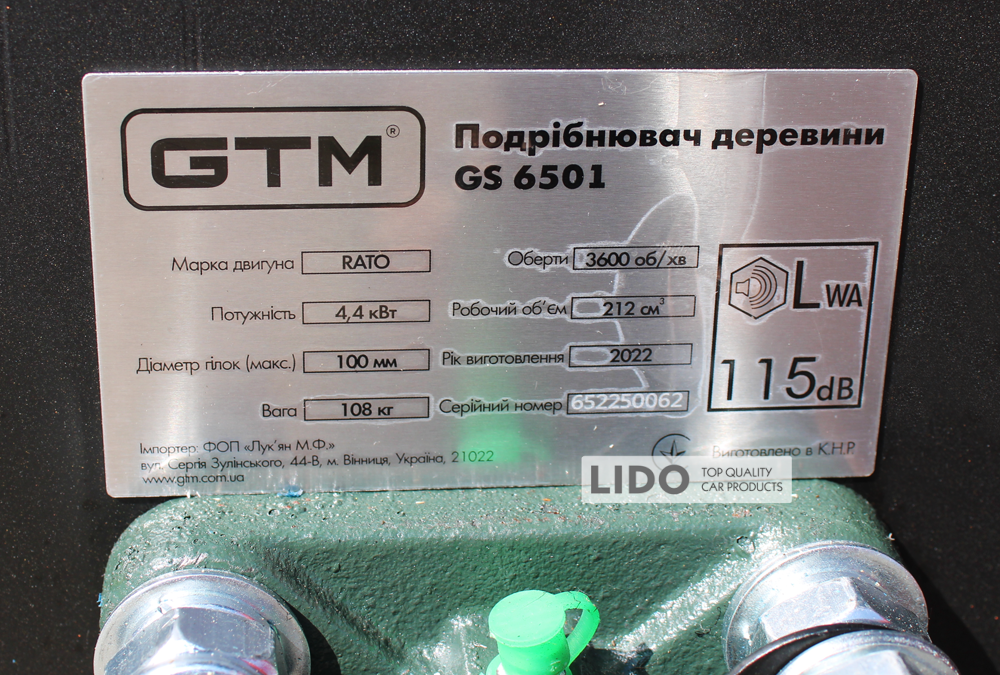 GTM®
Подрібнювач деревини
GS 6501
Марка двигуна RATO
Оберти 3600 об/хв
Потужність 4,4 кВт
Робочий об'єм 212 см³
Діаметр гілок (макс.) 100 мм
Рік виготовлення 2022
Вага 108 кг
Серійний номер 652250062
LWA
115dB
Імпортер: ФОП «Лук'ян М.Ф.»
вул. Сергія Зулінського, 44-В, м. Вінниця, Україна, 21022
www.gtm.com.ua
Виготовлено в К.Н.Р.
LIDO
TOP QUALITY
CAR PRODUCTS